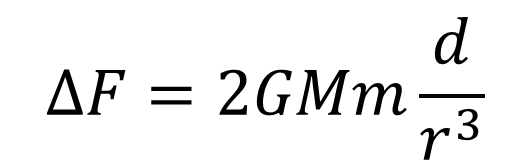 ΔF = 2GMm d/r³